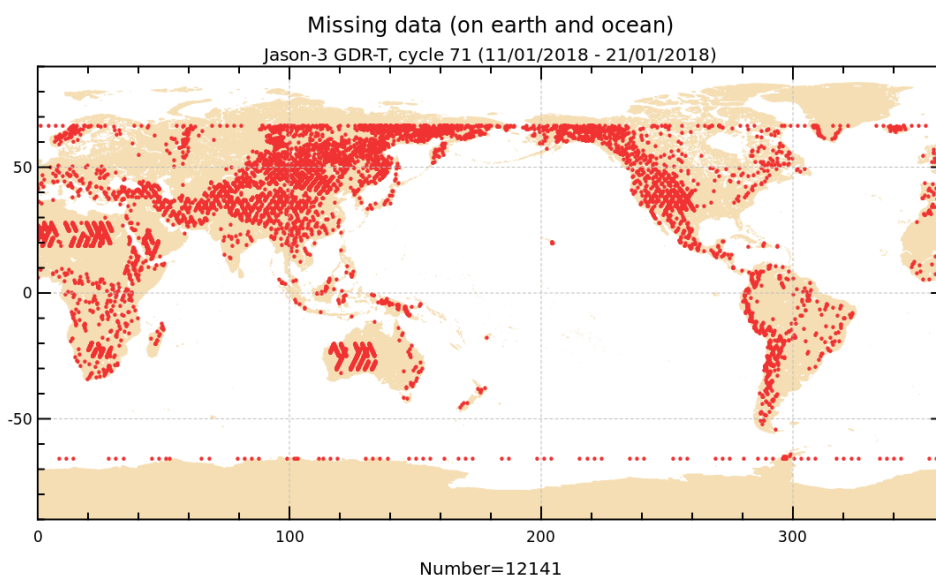 Missing data (on earth and ocean)
Jason-3 GDR-T, cycle 71 (11/01/2018 - 21/01/2018)
50
0
-50
0 100 200 300
Number=12141